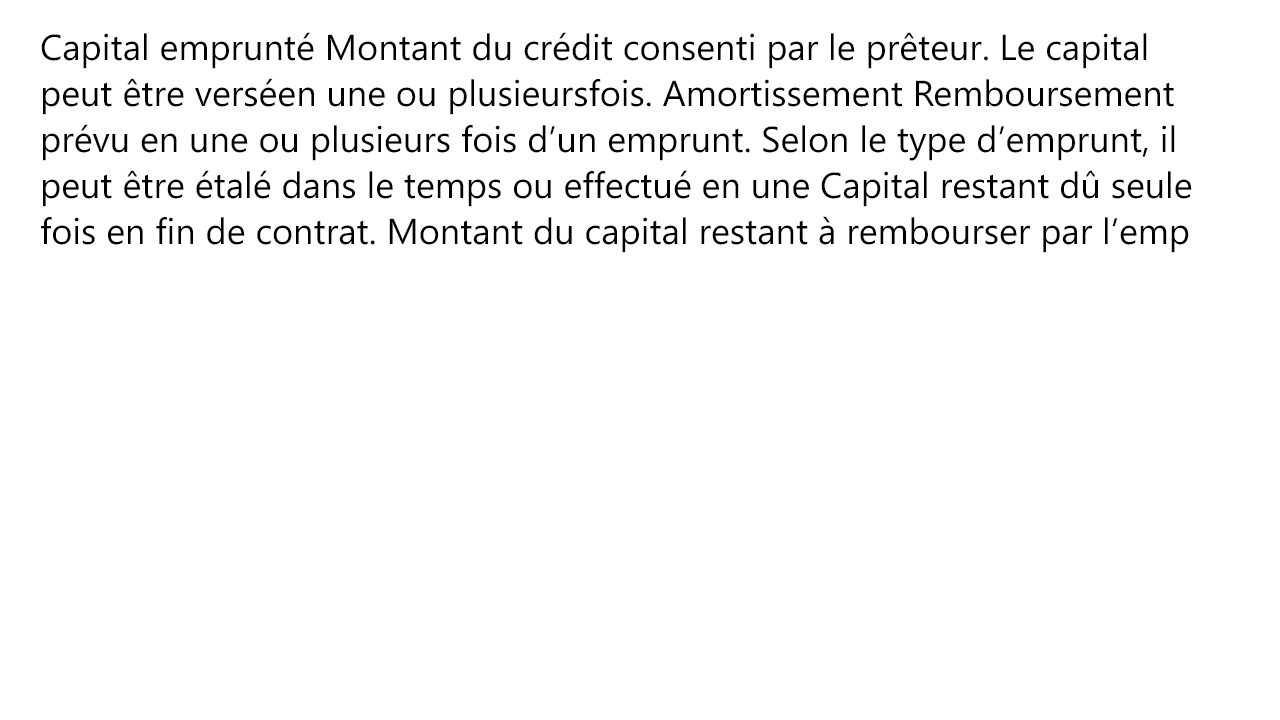 Capital emprunté Montant du crédit consenti par le prêteur. Le capital
peut être verséen une ou plusieursfois. Amortissement Remboursement
prévu en une ou plusieurs fois d’un emprunt. Selon le type d’emprunt, il
peut être étalé dans le temps ou effectué en une Capital restant dû seule
fois en fin de contrat. Montant du capital restant à rembourser par l’emp